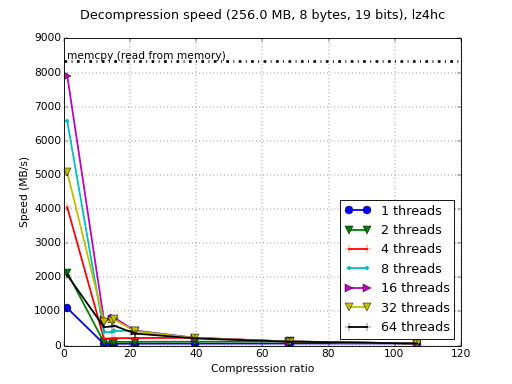 Decompression speed (256.0 MB, 8 bytes, 19 bits), lz4hc
9000
memcpy (read from memory)
8000
7000
6000
5000
4000
3000
2000
1000
0
Speed (MB/s)
1 threads
2 threads
4 threads
8 threads
16 threads
32 threads
64 threads
0 20 40 60 80 100 120
Compresssion ratio